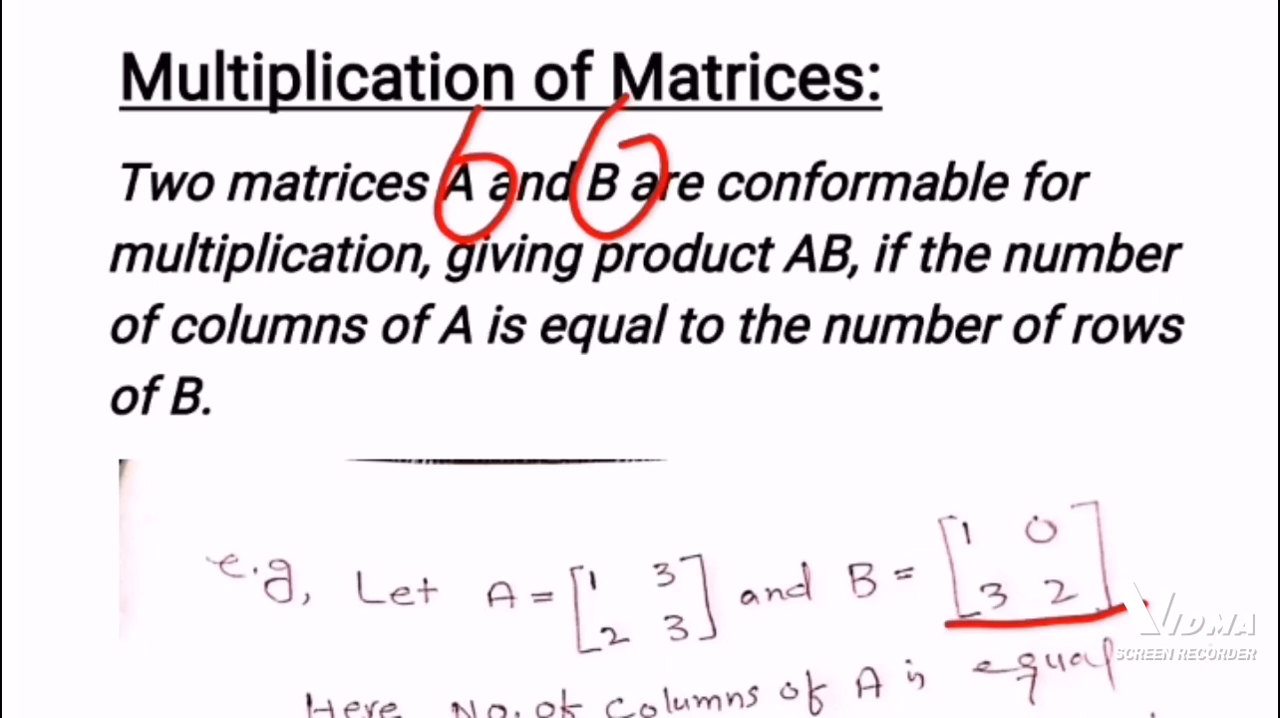 Multiplication of Matrices:
Two matrices A and B are conformable for
multiplication, giving product AB, if the number
of columns of A is equal to the number of rows
of B.
e.g, Let A = [1 3 and B = [1 0
2 3] 3 2]
Here No. of columns of A is equal
VIDMA
SCREEN RECORDER